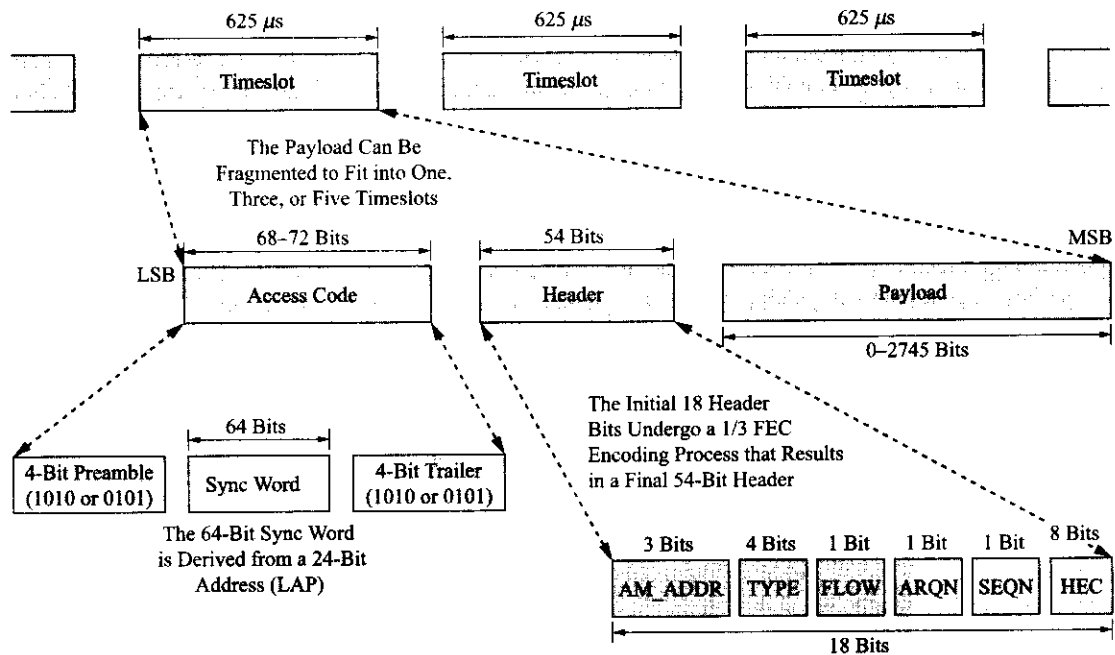 625 μs
625 μs
625 μs
Timeslot
Timeslot
Timeslot
The Payload Can Be
Fragmented to Fit into One,
Three, or Five Timeslots
68–72 Bits
54 Bits
MSB
LSB
Access Code
Header
Payload
0–2745 Bits
The Initial 18 Header
Bits Undergo a 1/3 FEC
Encoding Process that Results
in a Final 54-Bit Header
64 Bits
4-Bit Preamble
(1010 or 0101)
Sync Word
4-Bit Trailer
(1010 or 0101)
The 64-Bit Sync Word
is Derived from a 24-Bit
Address (LAP)
3 Bits
4 Bits
1 Bit
1 Bit
1 Bit
8 Bits
AM_ADDR
TYPE
FLOW
ARQN
SEQN
HEC
18 Bits